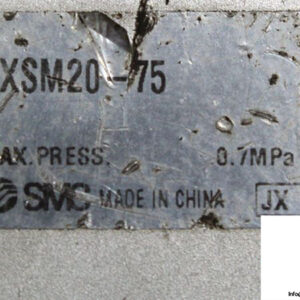 XSM20-75
AX. PRESS. 0.7MPa
SMC MADE IN CHINA JX